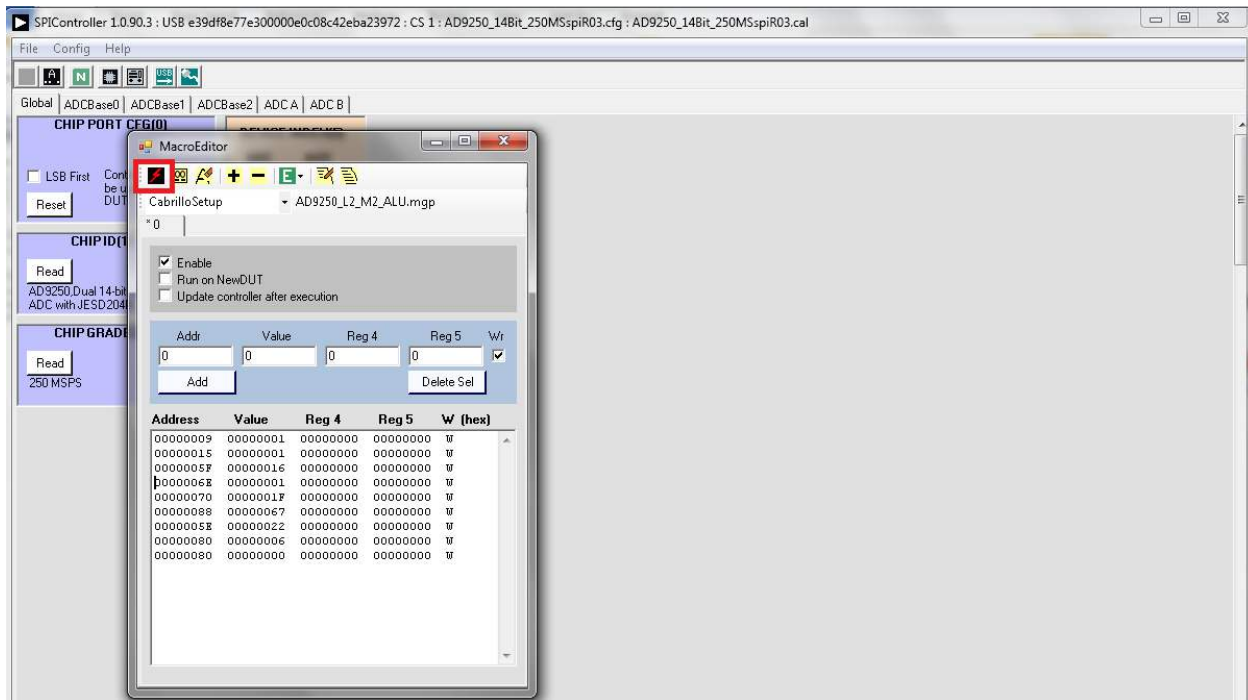 SPIController 1.0.90.3 : USB e39df8e77e300000e0c08c42eba23972 : CS 1 : AD9250_14Bit_250MSspiR03.cfg : AD9250_14Bit_250MSspiR03.cal
File Config Help
A N USB
Global ADCBase0 ADCBase1 ADCBase2 ADC A ADC B
CHIP PORT CFG(0)
LSB First
Reset
DUT
CHIP ID(1
Read
AD9250,Dual 14-bit
ADC with JESD204
CHIP GRADE
Read
250 MSPS
MacroEditor
E
CabrilloSetup AD9250_L2_M2_ALU.mgp
* 0
Enable
Run on NewDUT
Update controller after execution
Addr Value Reg 4 Reg 5 Wr
0 0 0 0
Add Delete Sel
Address Value Reg 4 Reg 5 W (hex)
00000009 00000001 00000000 00000000 W
00000015 00000001 00000000 00000000 W
0000005F 00000016 00000000 00000000 W
0000006E 00000001 00000000 00000000 W
00000070 0000001F 00000000 00000000 W
00000088 00000067 00000000 00000000 W
0000005E 00000022 00000000 00000000 W
00000080 00000006 00000000 00000000 W
00000080 00000000 00000000 00000000 W